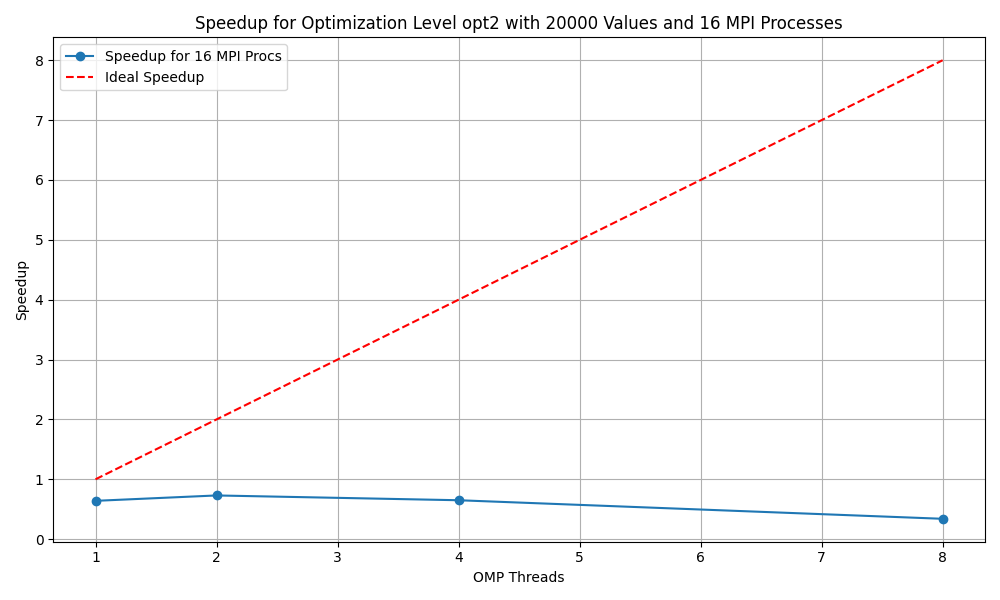 Speedup for Optimization Level opt2 with 20000 Values and 16 MPI Processes
Speedup for 16 MPI Procs
Ideal Speedup
8
7
6
5
4
3
2
1
0
Speedup
1 2 3 4 5 6 7 8
OMP Threads